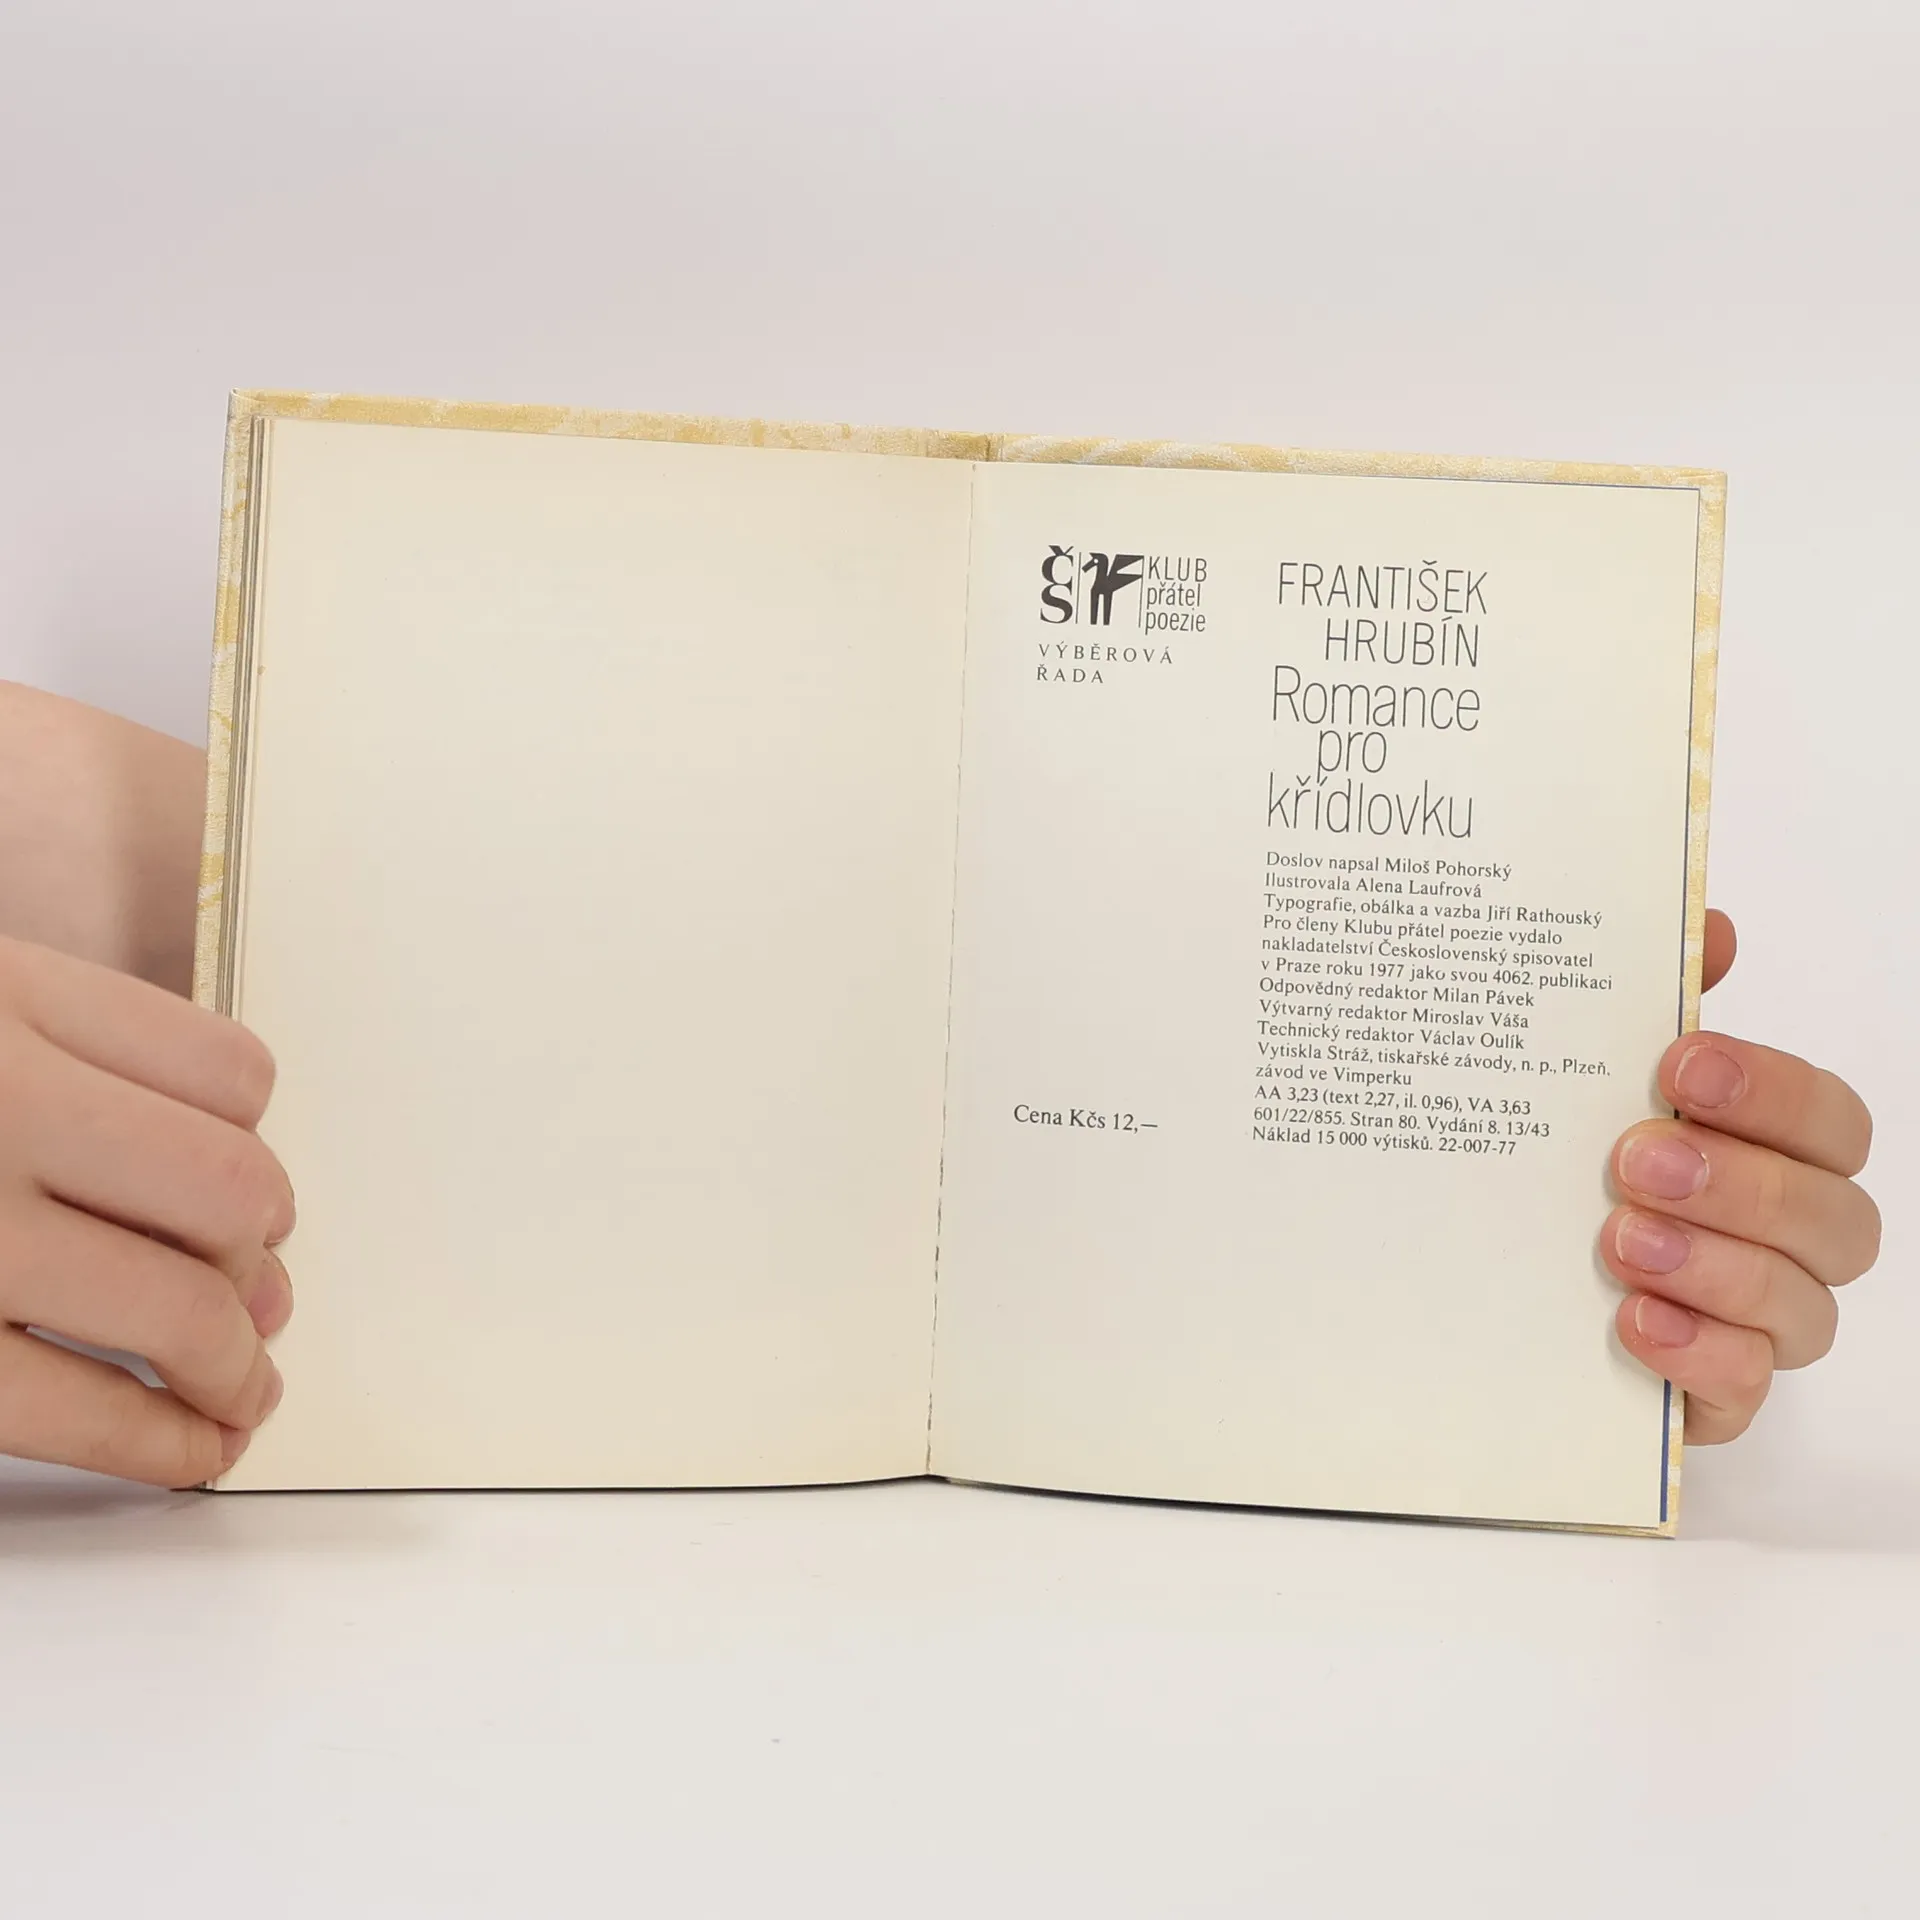 ČS
KLUB
přátel
poezie
VÝBĚROVÁ
ŘADA
Cena Kčs 12,—
FRANTIŠEK
HRUBÍN
Romance
pro
křídlovku
Doslov napsal Miloš Pohorský
Ilustrovala Alena Laufrová
Typografie, obálka a vazba Jiří Rathouský
Pro členy Klubu přátel poezie vydalo
nakladatelství Československý spisovatel
v Praze roku 1977 jako svou 4062. publikaci
Odpovědný redaktor Milan Pávek
Výtvarný redaktor Miroslav Váša
Technický redaktor Václav Oulík
Vytiskla Stráž, tiskařské závody, n. p., Plzeň.
závod ve Vimperku
AA 3,23 (text 2,27, il. 0,96), VA 3,63
601/22/855. Stran 80. Vydání 8. 13/43
Náklad 15 000 výtisků. 22-007-77